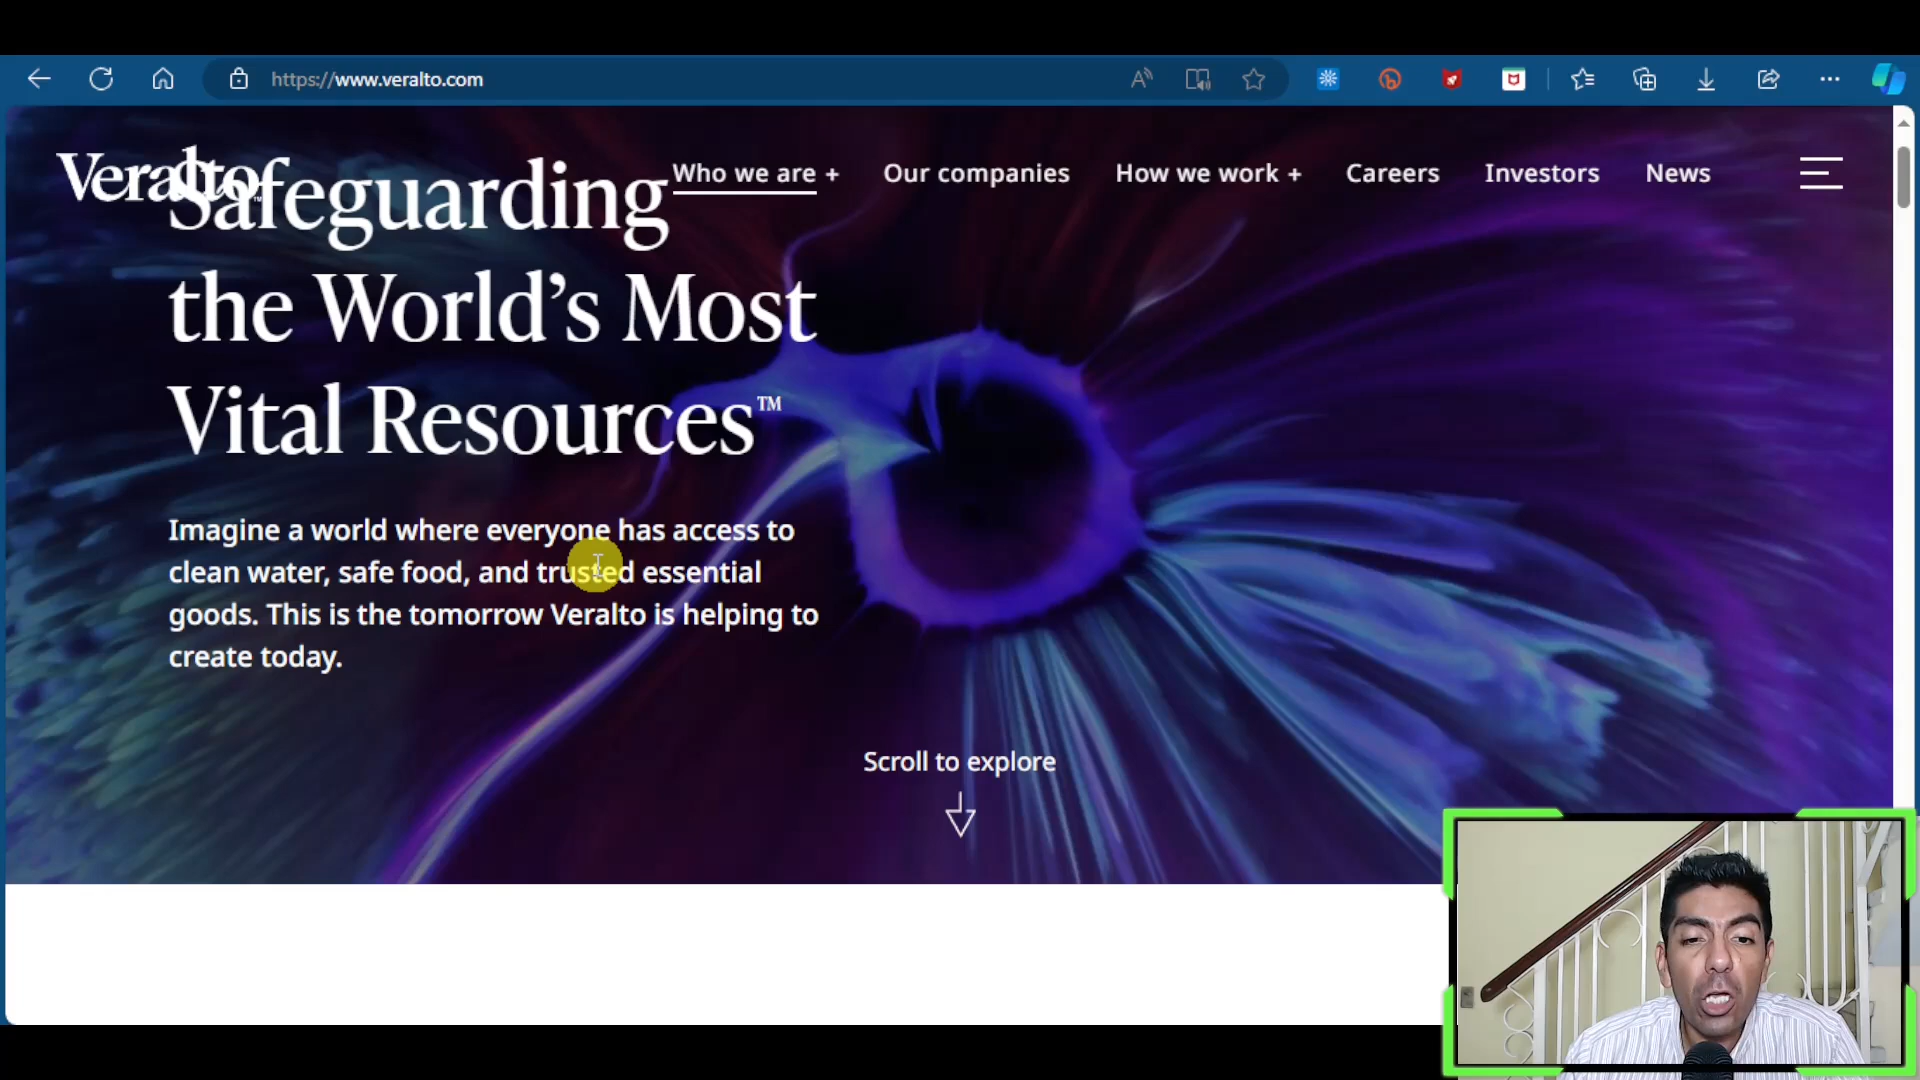 https://www.veralto.com
Veralto™
Who we are +
Our companies
How we work +
Careers
Investors
News
Safeguarding
the World's Most
Vital Resources™
Imagine a world where everyone has access to
clean water, safe food, and trusted essential
goods. This is the tomorrow Veralto is helping to
create today.
Scroll to explore